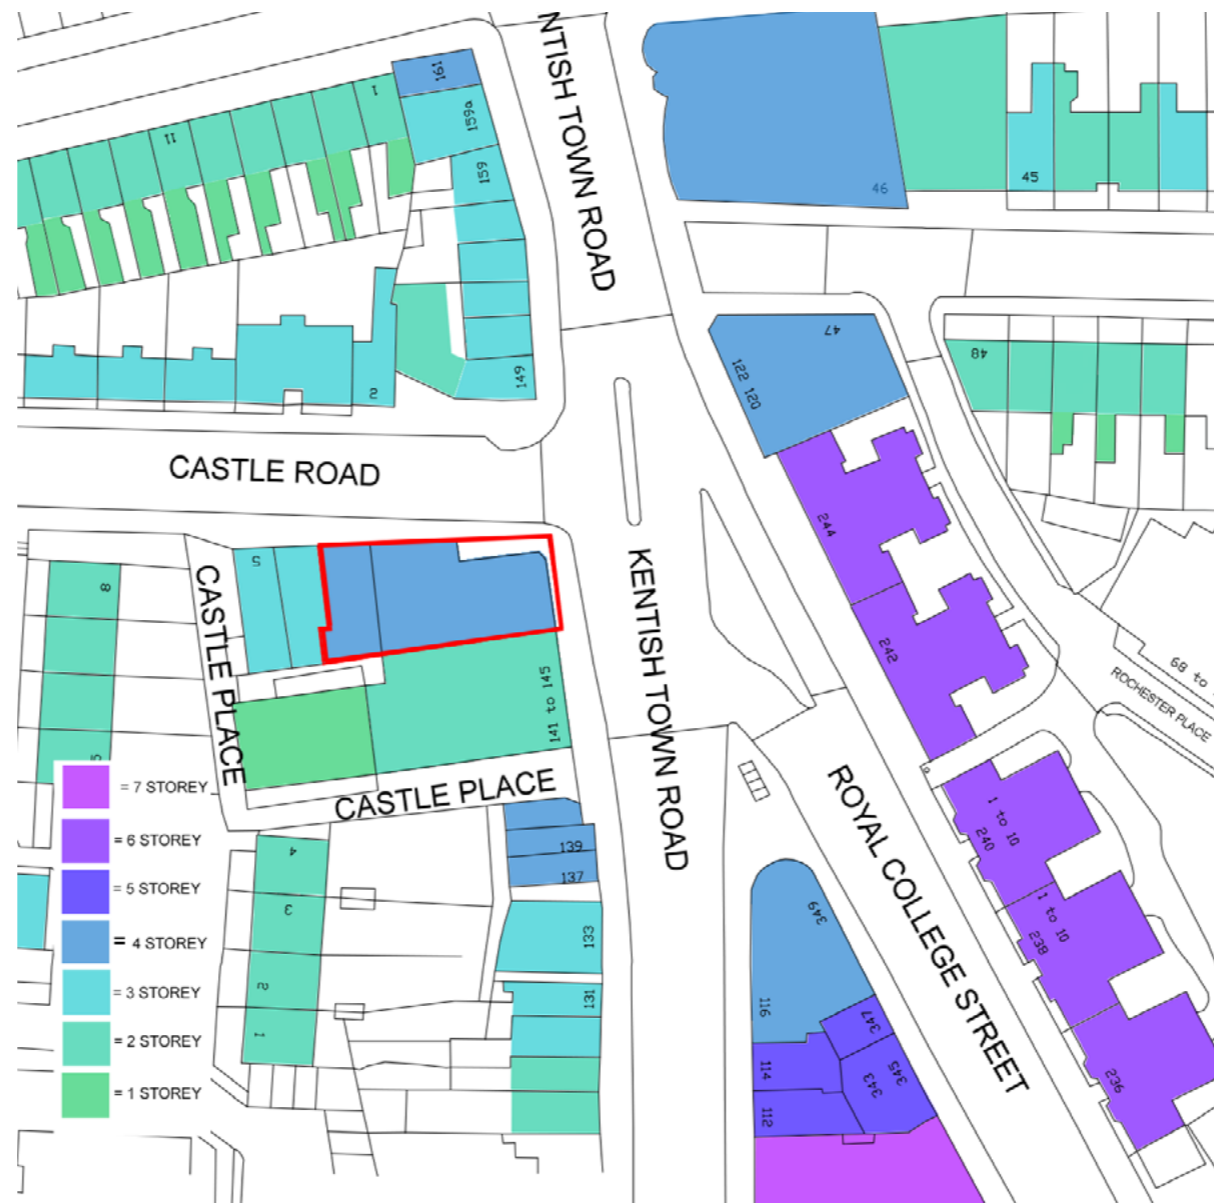 NTISH TOWN ROAD
161
1
159a
11
159
46
45
47
122 120
48
2
149
CASTLE ROAD
244
5
8
CASTLE PLACE
KENTISH TOWN ROAD
242
68 to
ROCHESTER PLACE
141 to 145
5
= 7 STOREY
= 6 STOREY
= 5 STOREY
= 4 STOREY
= 3 STOREY
= 2 STOREY
= 1 STOREY
CASTLE PLACE
ROYAL COLLEGE STREET
1 to 10
240
139
137
4
3
2
1
349
1 to 10
238
133
131
116
347
114
345
343
112
236